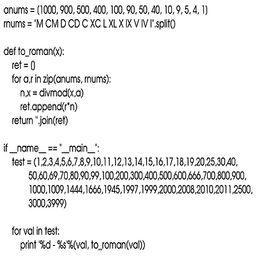 anums = (1000, 900, 500, 400, 100, 90, 50, 40, 10, 9, 5, 4, 1)
rnums = "M CM D CD C XC L XL X IX V IV I".split()
def to_roman(x):
ret = ()
for a,r in zip(anums, rnums):
n,x = divmod(x,a)
ret.append(r*n)
return ''.join(ret)
if __name__ == "__main__":
test = (1,2,3,4,5,6,7,8,9,10,11,12,13,14,15,16,17,18,19,20,25,30,40,
50,60,69,70,80,90,99,100,200,300,400,500,600,666,700,800,900,
1000,1009,1444,1666,1945,1997,1999,2000,2008,2010,2011,2500,
3000,3999)
for val in test:
print '%d - %s'%(val, to_roman(val))